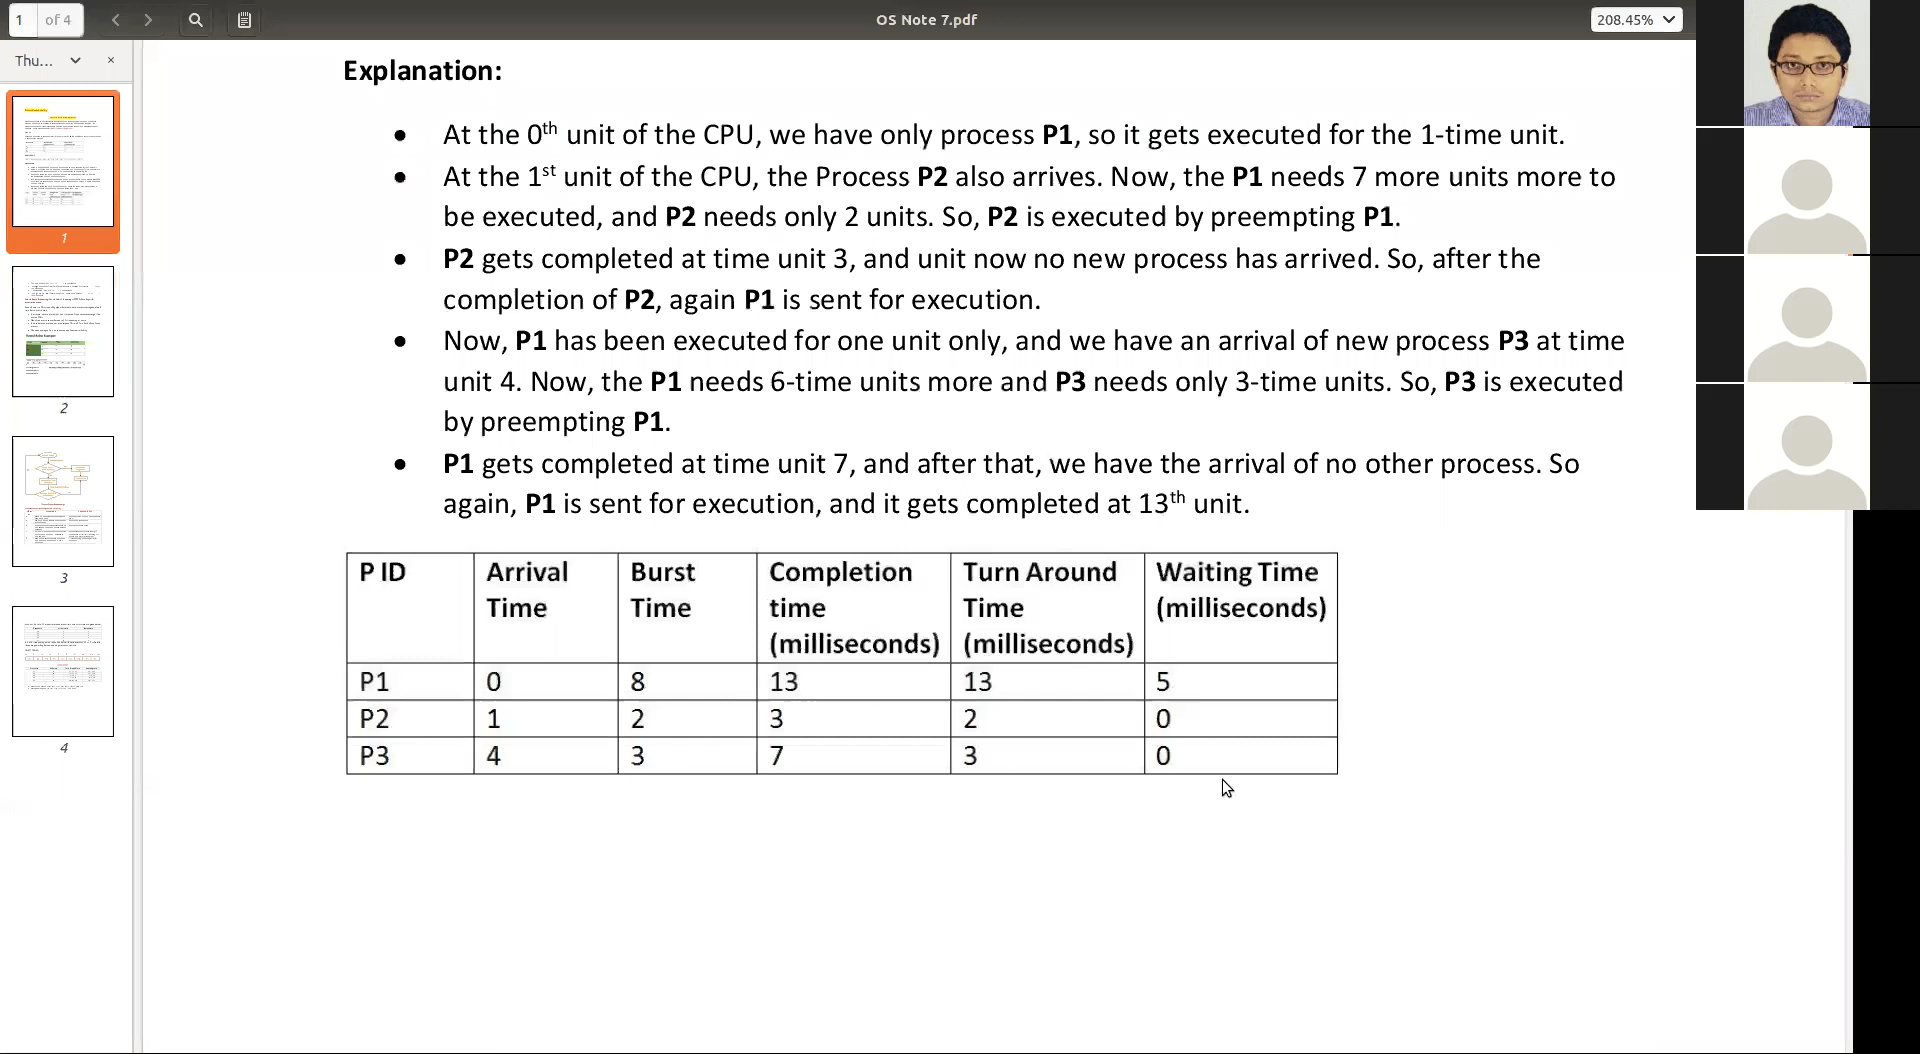 1 of 4 OS Note 7.pdf 208.45%
Thu... ×
Explanation:
• At the 0th unit of the CPU, we have only process P1, so it gets executed for the 1-time unit.
• At the 1st unit of the CPU, the Process P2 also arrives. Now, the P1 needs 7 more units more to
be executed, and P2 needs only 2 units. So, P2 is executed by preempting P1.
• P2 gets completed at time unit 3, and unit now no new process has arrived. So, after the
completion of P2, again P1 is sent for execution.
• Now, P1 has been executed for one unit only, and we have an arrival of new process P3 at time
unit 4. Now, the P1 needs 6-time units more and P3 needs only 3-time units. So, P3 is executed
by preempting P1.
• P1 gets completed at time unit 7, and after that, we have the arrival of no other process. So
again, P1 is sent for execution, and it gets completed at 13th unit.
P ID Arrival Burst Completion Turn Around Waiting Time
Time Time time Time (milliseconds)
(milliseconds) (milliseconds)
P1 0 8 13 13 5
P2 1 2 3 2 0
P3 4 3 7 3 0
1
2
3
4